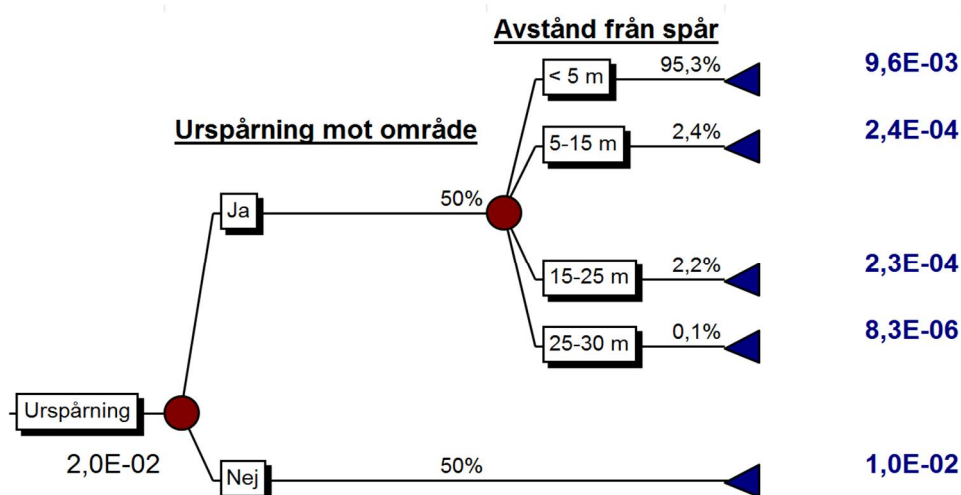 Avstånd från spår
< 5 m 95,3% 9,6E-03
Urspårning mot område
5-15 m 2,4% 2,4E-04
Ja 50%
15-25 m 2,2% 2,3E-04
25-30 m 0,1% 8,3E-06
Urspårning
2,0E-02
Nej 50% 1,0E-02